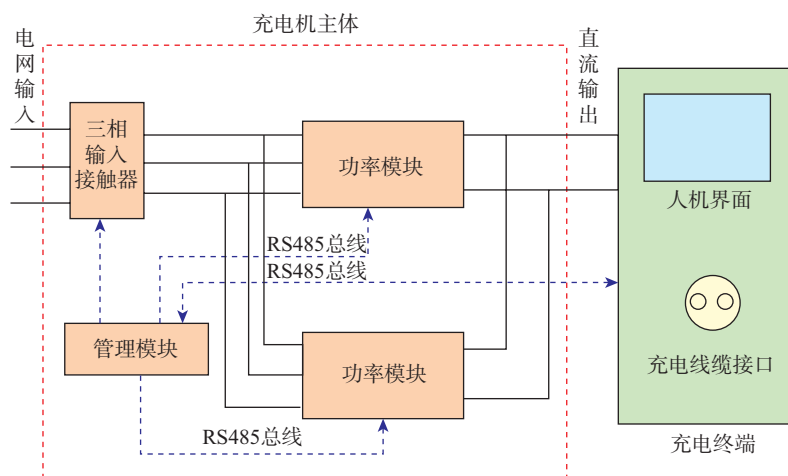 充电机主体
电
网
输
入
直
流
输
出
三相
输入
接触器
功率模块
人机界面
RS485总线
RS485总线
管理模块
功率模块
充电线缆接口
RS485总线
充电终端